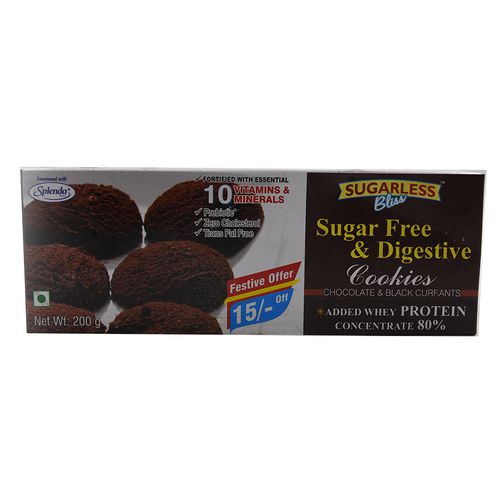 Sweetened with
Splenda
Net Wt: 200 g
FORTIFIED WITH ESSENTIAL
10 VITAMINS &
MINERALS
Prebiotic
Zero Cholesterol
Trans Fat Free
Festive Offer
15/- Off
SUGARLESS
Bliss
Sugar Free
& Digestive
Cookies
CHOCOLATE & BLACK CURRANTS
*ADDED WHEY PROTEIN
CONCENTRATE 80%